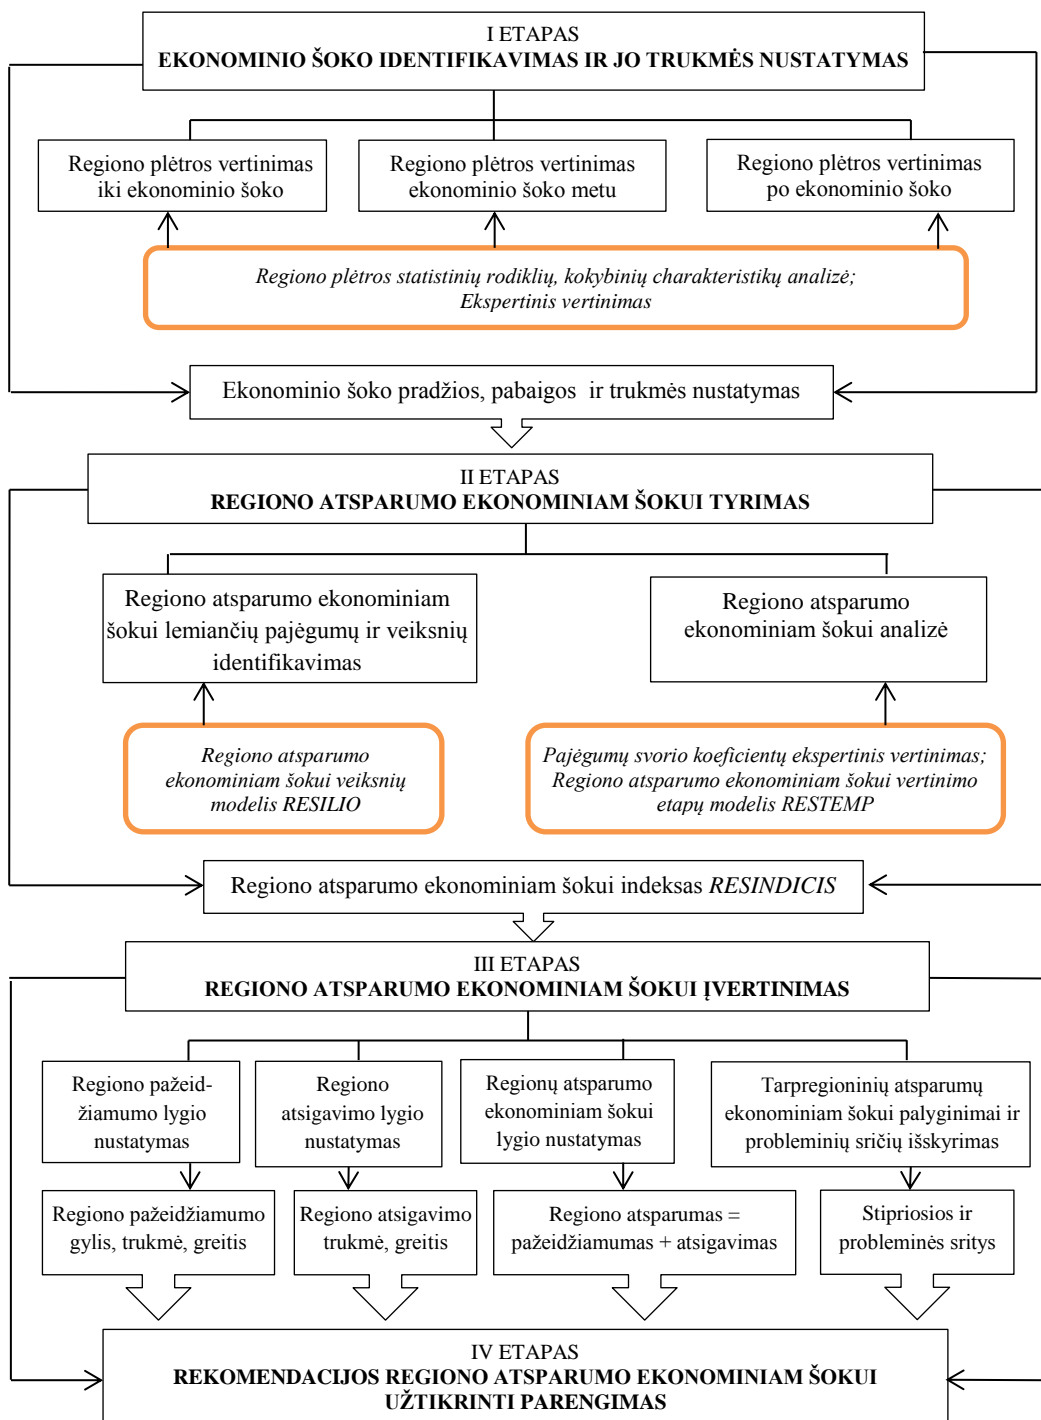 I ETAPAS
EKONOMINIO ŠOKO IDENTIFIKAVIMAS IR JO TRUKMĖS NUSTATYMAS
Regiono plėtros vertinimas
iki ekonominio šoko
Regiono plėtros vertinimas
ekonominio šoko metu
Regiono plėtros vertinimas
po ekonominio šoko
Regiono plėtros statistinių rodiklių, kokybinių charakteristikų analizė;
Ekspertinis vertinimas
Ekonominio šoko pradžios, pabaigos ir trukmės nustatymas
II ETAPAS
REGIONO ATSPARUMO EKONOMINIAM ŠOKUI TYRIMAS
Regiono atsparumo ekonominiam
šokui lemiančių pajėgumų ir veiksnių
identifikavimas
Regiono atsparumo
ekonominiam šokui analizė
Regiono atsparumo
ekonominiam šokui veiksnių
modelis RESILIO
Pajėgumų svorio koeficientų ekspertinis vertinimas;
Regiono atsparumo ekonominiam šokui vertinimo
etapų modelis RESTEMP
Regiono atsparumo ekonominiam šokui indeksas RESINDICIS
III ETAPAS
REGIONO ATSPARUMO EKONOMINIAM ŠOKUI ĮVERTINIMAS
Regiono pažeid-
žiamumo lygio
nustatymas
Regiono
atsigavimo lygio
nustatymas
Regionų atsparumo
ekonominiam šokui
lygio nustatymas
Tarpregioninių atsparumų
ekonominiam šokui palyginimai ir
probleminių sričių išskyrimas
Regiono pažeidžiamumo
gylis, trukmė, greitis
Regiono atsigavimo
trukmė, greitis
Regiono atsparumas =
pažeidžiamumas + atsigavimas
Stipriosios ir
probleminės sritys
IV ETAPAS
REKOMENDACIJOS REGIONO ATSPARUMO EKONOMINIAM ŠOKUI
UŽTIKRINTI PARENGIMAS